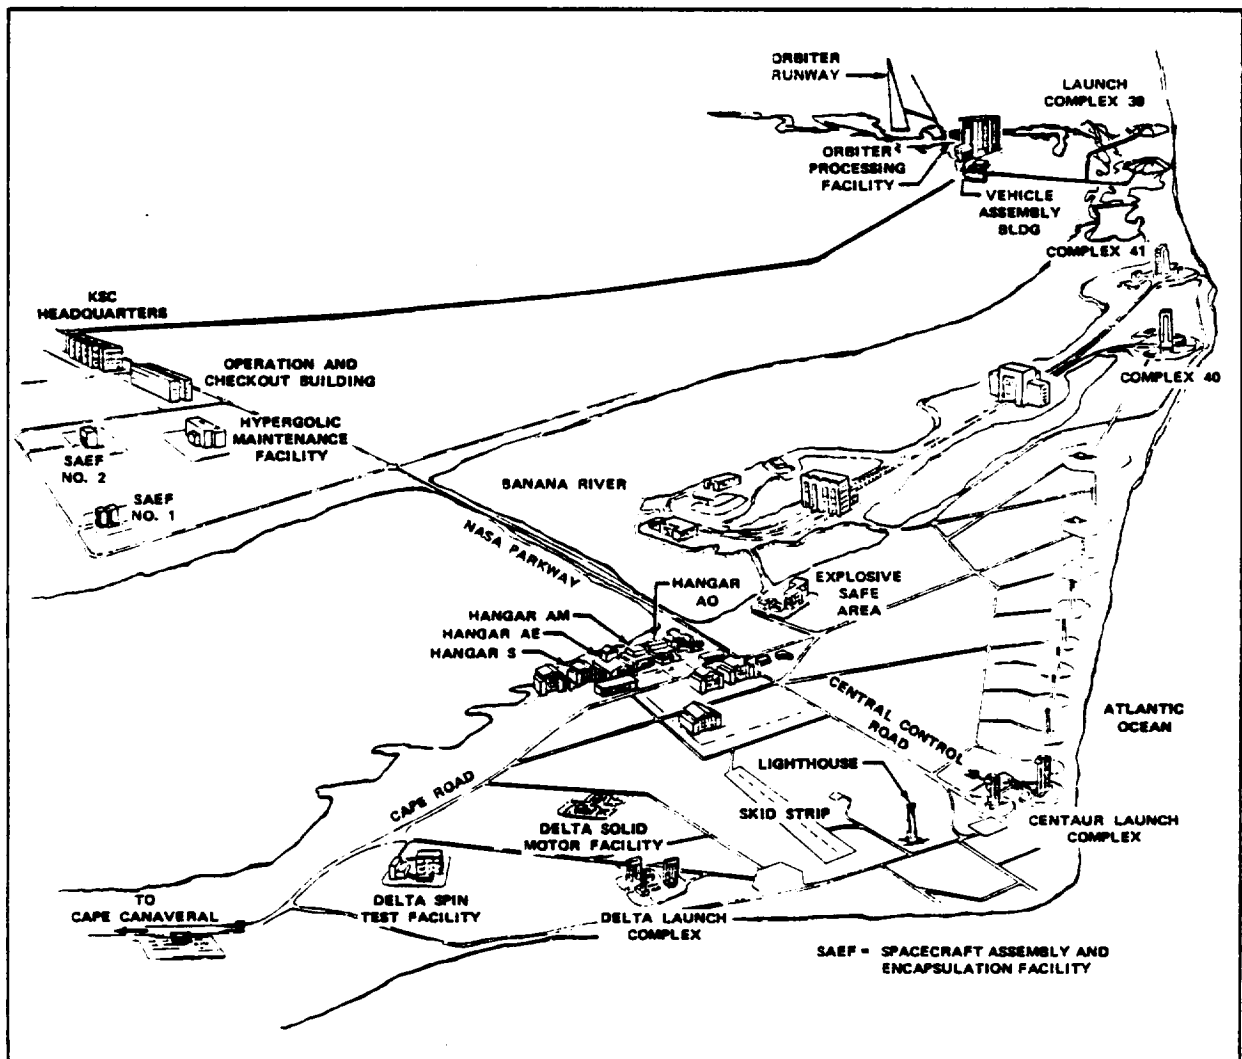 ORBITER
RUNWAY
LAUNCH
COMPLEX 39
ORBITER
PROCESSING
FACILITY
VEHICLE
ASSEMBLY
BLDG
COMPLEX 41
KSC
HEADQUARTERS
OPERATION AND
CHECKOUT BUILDING
COMPLEX 40
HYPERGOLIC
MAINTENANCE
FACILITY
SAEF
NO. 2
SAEF
NO. 1
BANANA RIVER
NASA PARKWAY
HANGAR
AO
EXPLOSIVE
SAFE
AREA
HANGAR AM
HANGAR AE
HANGAR S
CENTRAL CONTROL
ROAD
ATLANTIC
OCEAN
LIGHTHOUSE
CAPE ROAD
SKID STRIP
DELTA SOLID
MOTOR FACILITY
CENTAUR LAUNCH
COMPLEX
TO
CAPE CANAVERAL
DELTA SPIN
TEST FACILITY
DELTA LAUNCH
COMPLEX
SAEF = SPACECRAFT ASSEMBLY AND
ENCAPSULATION FACILITY